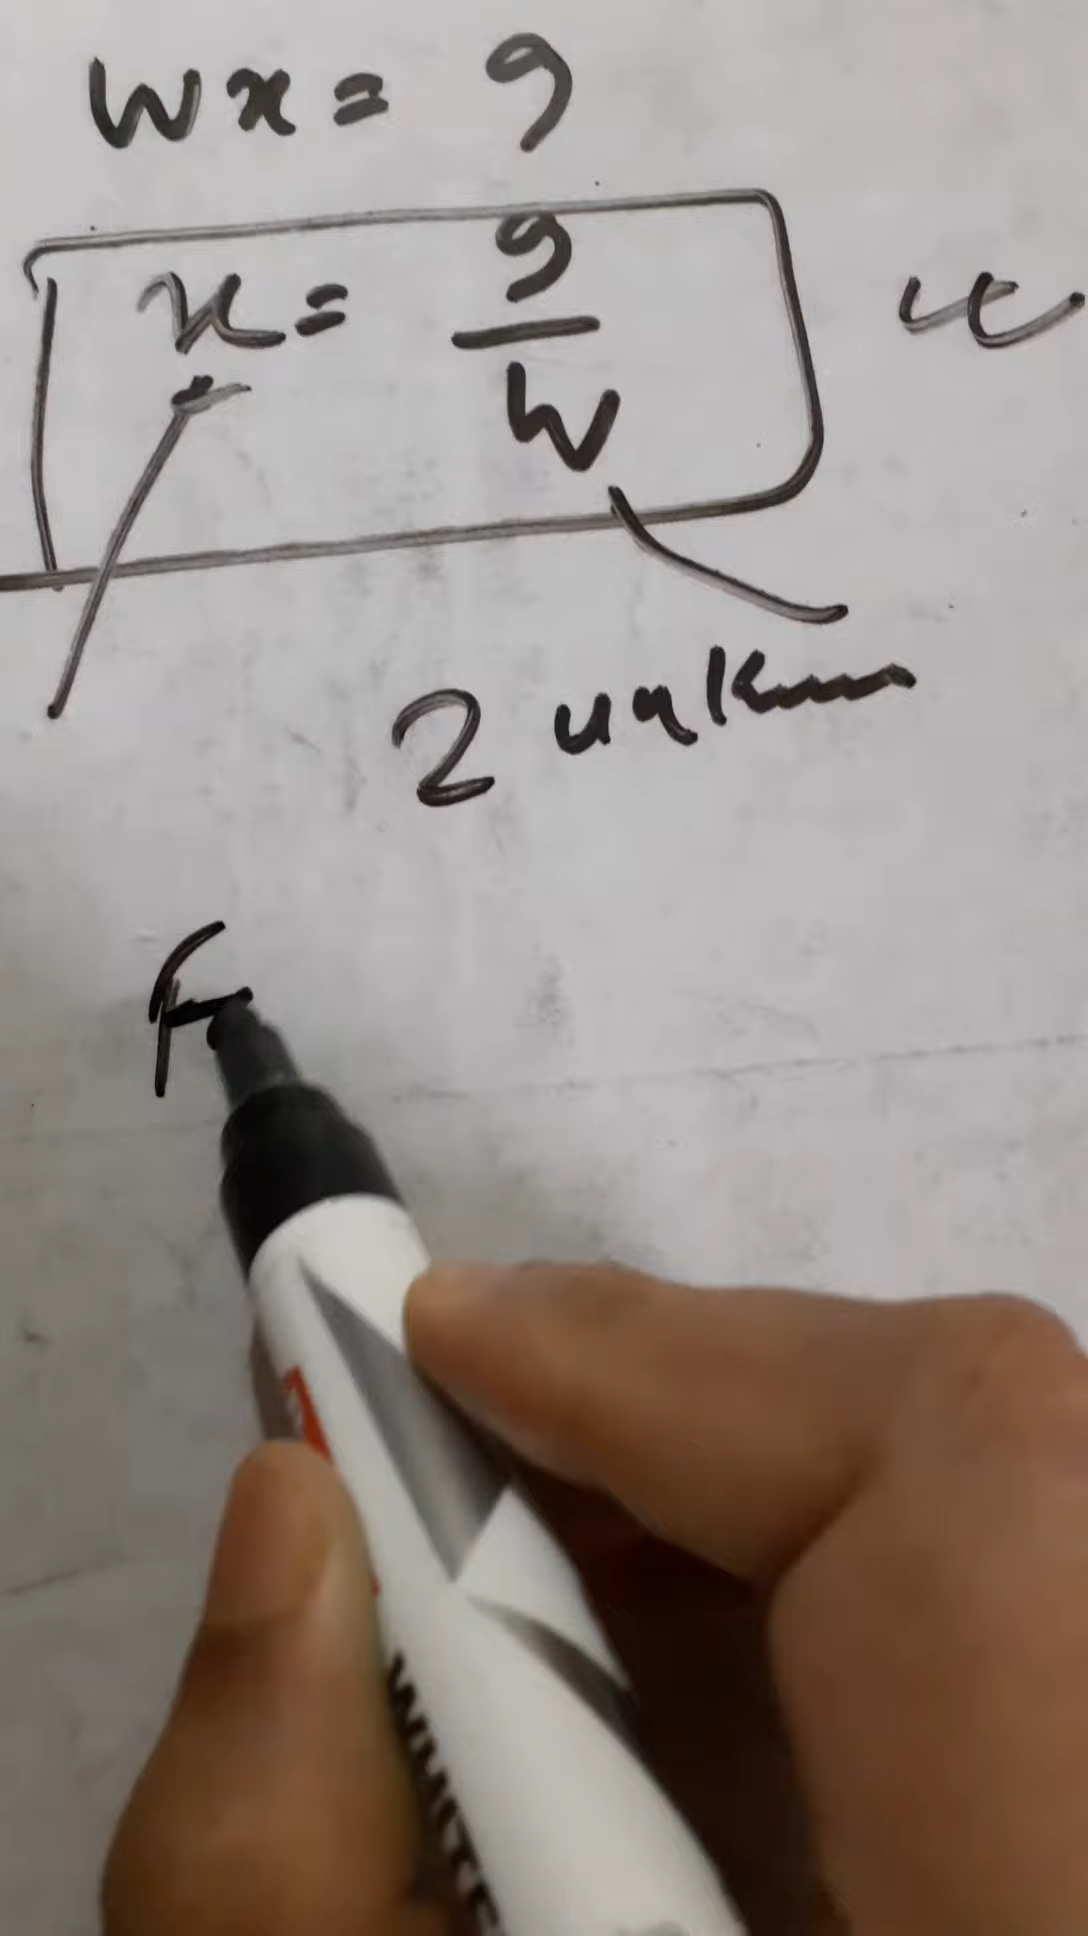 wx = 9
x = 9/w
2 unknown
F